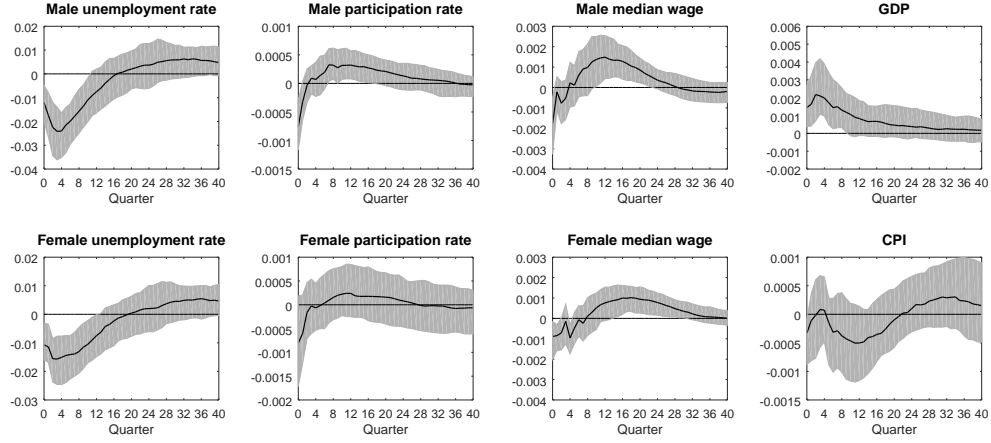 Male unemployment rate
0.02
0.01
0
-0.01
-0.02
-0.03
-0.04
0 4 8 12 16 20 24 28 32 36 40
Quarter
Male participation rate
0.001
0.0005
0
-0.0005
-0.001
-0.0015
0 4 8 12 16 20 24 28 32 36 40
Quarter
Male median wage
0.003
0.002
0.001
0
-0.001
-0.002
-0.003
-0.004
0 4 8 12 16 20 24 28 32 36 40
Quarter
GDP
0.006
0.005
0.004
0.003
0.002
0.001
0
-0.001
-0.002
0 4 8 12 16 20 24 28 32 36 40
Quarter
Female unemployment rate
0.02
0.01
0
-0.01
-0.02
-0.03
0 4 8 12 16 20 24 28 32 36 40
Quarter
Female participation rate
0.001
0.0005
0
-0.0005
-0.001
-0.0015
-0.002
0 4 8 12 16 20 24 28 32 36 40
Quarter
Female median wage
0.003
0.002
0.001
0
-0.001
-0.002
-0.003
-0.004
0 4 8 12 16 20 24 28 32 36 40
Quarter
CPI
0.001
0.0005
0
-0.0005
-0.001
-0.0015
0 4 8 12 16 20 24 28 32 36 40
Quarter